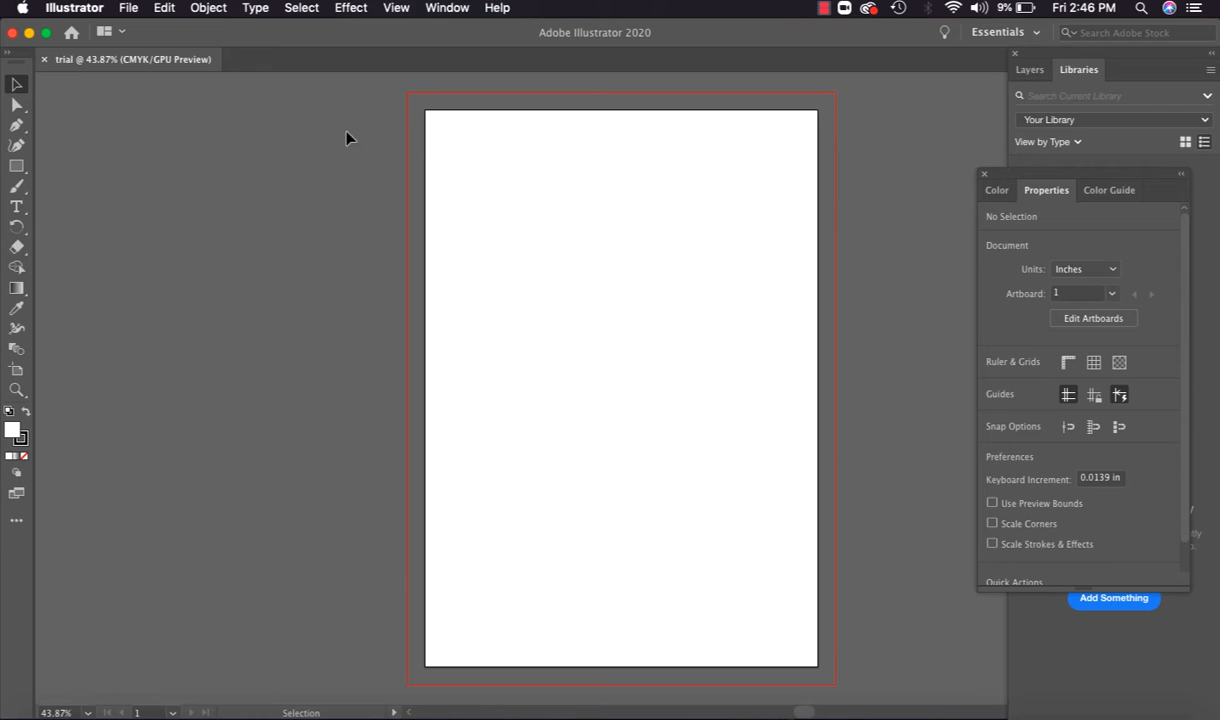 Illustrator File Edit Object Type Select Effect View Window Help 9% Fri 2:46 PM
Adobe Illustrator 2020 Essentials Search Adobe Stock
× trial @ 43.87% (CMYK/GPU Preview)
Layers Libraries
Search Current Library
Your Library
View by Type
Color Properties Color Guide
No Selection
Document
Units: Inches
Artboard: 1
Edit Artboards
Ruler & Grids
Guides
Snap Options
Preferences
Keyboard Increment: 0.0139 in
Use Preview Bounds
Scale Corners
Scale Strokes & Effects
Quick Actions
Add Something
43.87% 1 Selection